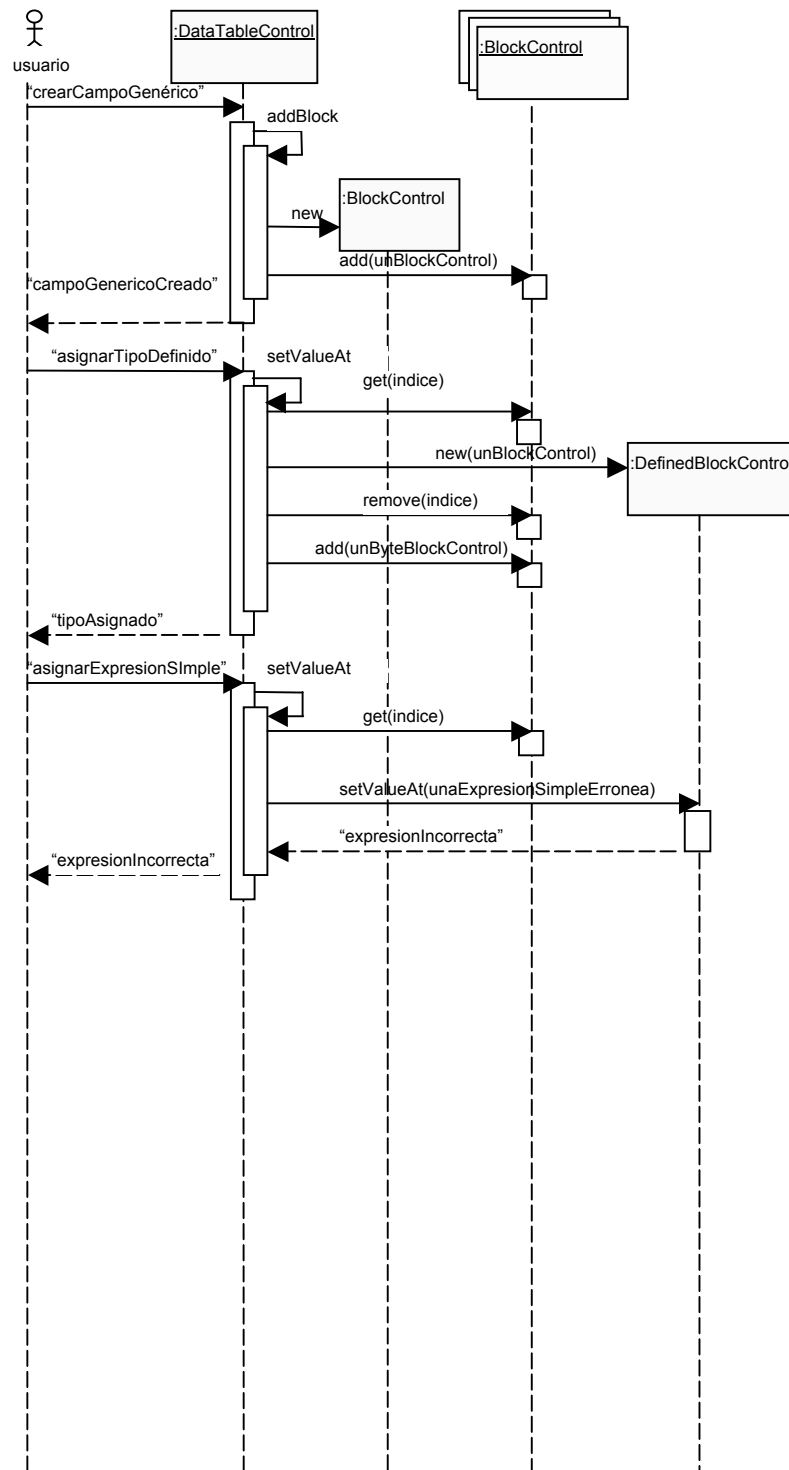 :DataTableControl
:BlockControl
usuario
“crearCampoGenérico”
addBlock
:BlockControl
new
add(unBlockControl)
“campoGenericoCreado”
“asignarTipoDefinido”
setValueAt
get(indice)
new(unBlockControl)
:DefinedBlockControl
remove(indice)
add(unByteBlockControl)
“tipoAsignado”
“asignarExpresionSImple”
setValueAt
get(indice)
setValueAt(unaExpresionSimpleErronea)
“expresionIncorrecta”
“expresionIncorrecta”